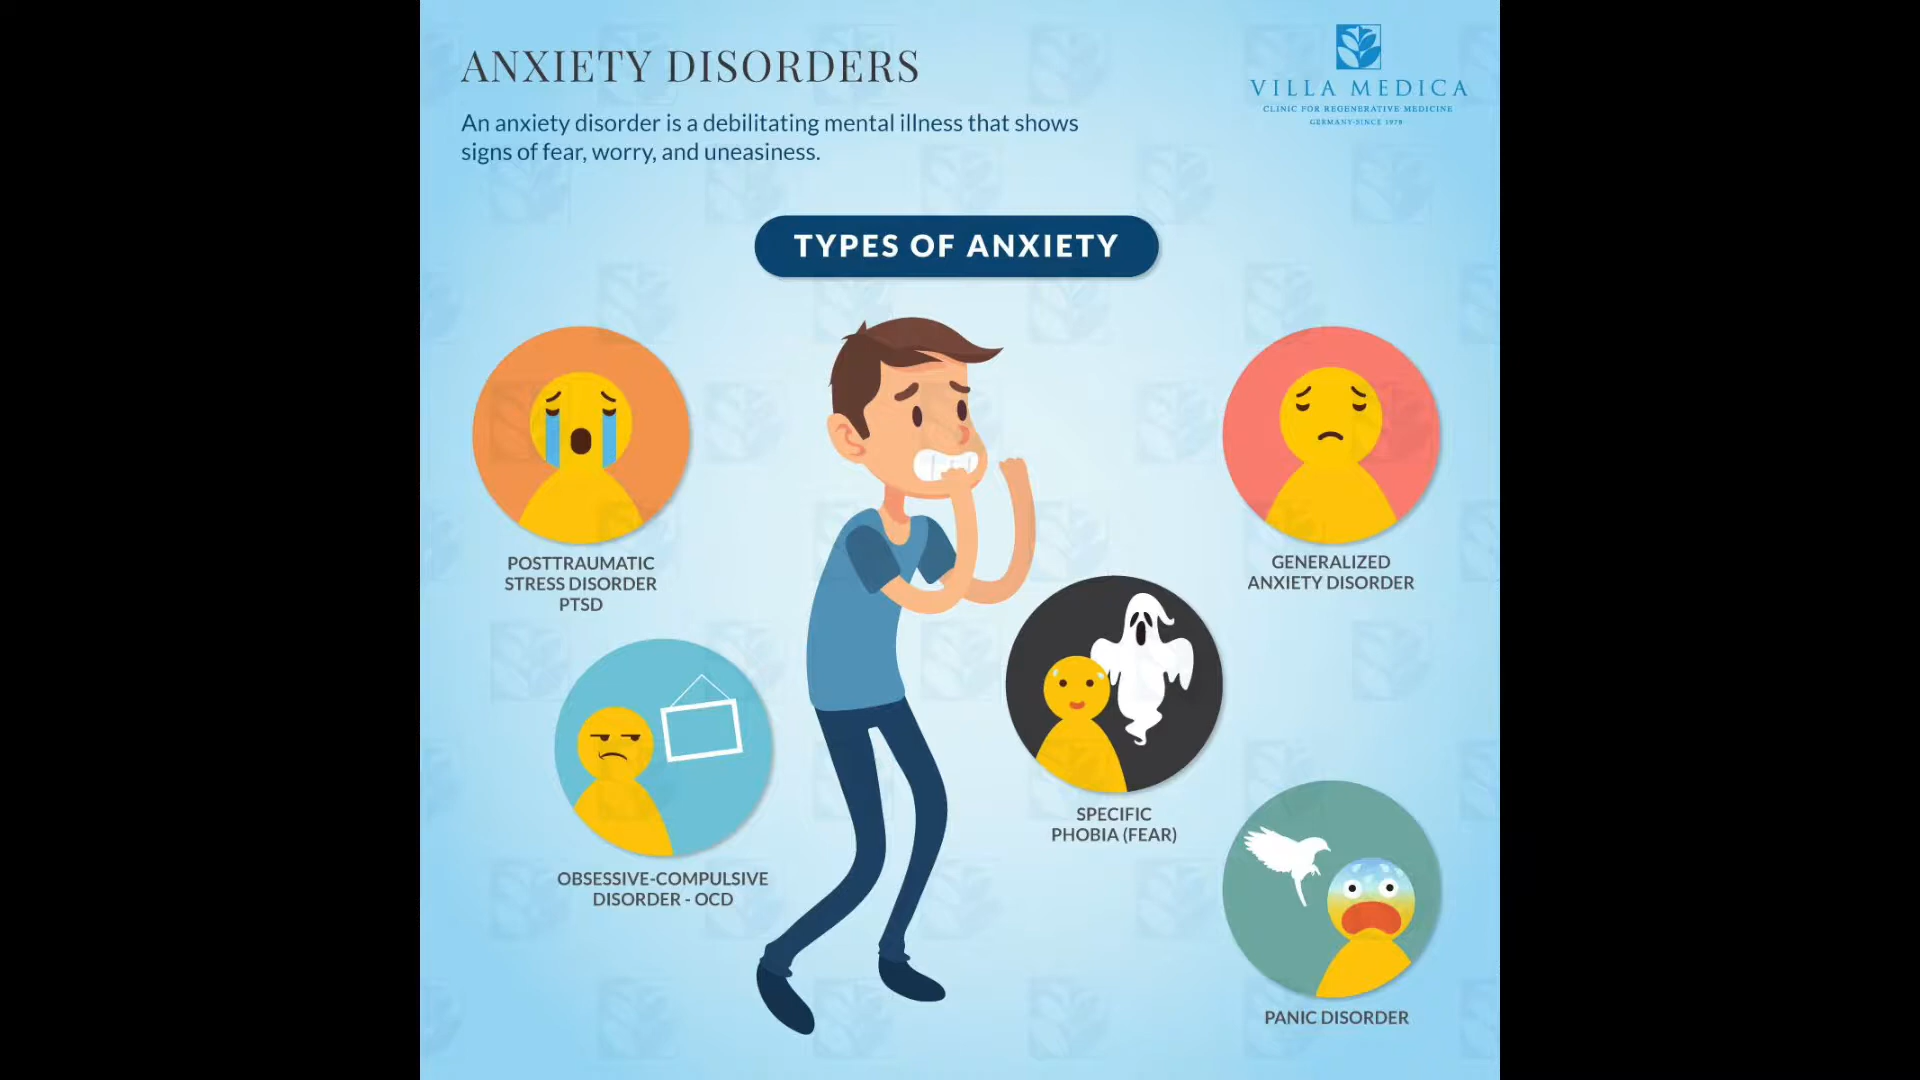 ANXIETY DISORDERS
An anxiety disorder is a debilitating mental illness that shows
signs of fear, worry, and uneasiness.
VILLA MEDICA
CLINIC FOR REGENERATIVE MEDICINE
GERMANY-SINCE 1979
TYPES OF ANXIETY
POSTTRAUMATIC
STRESS DISORDER
PTSD
GENERALIZED
ANXIETY DISORDER
OBSESSIVE-COMPULSIVE
DISORDER - OCD
SPECIFIC
PHOBIA (FEAR)
PANIC DISORDER